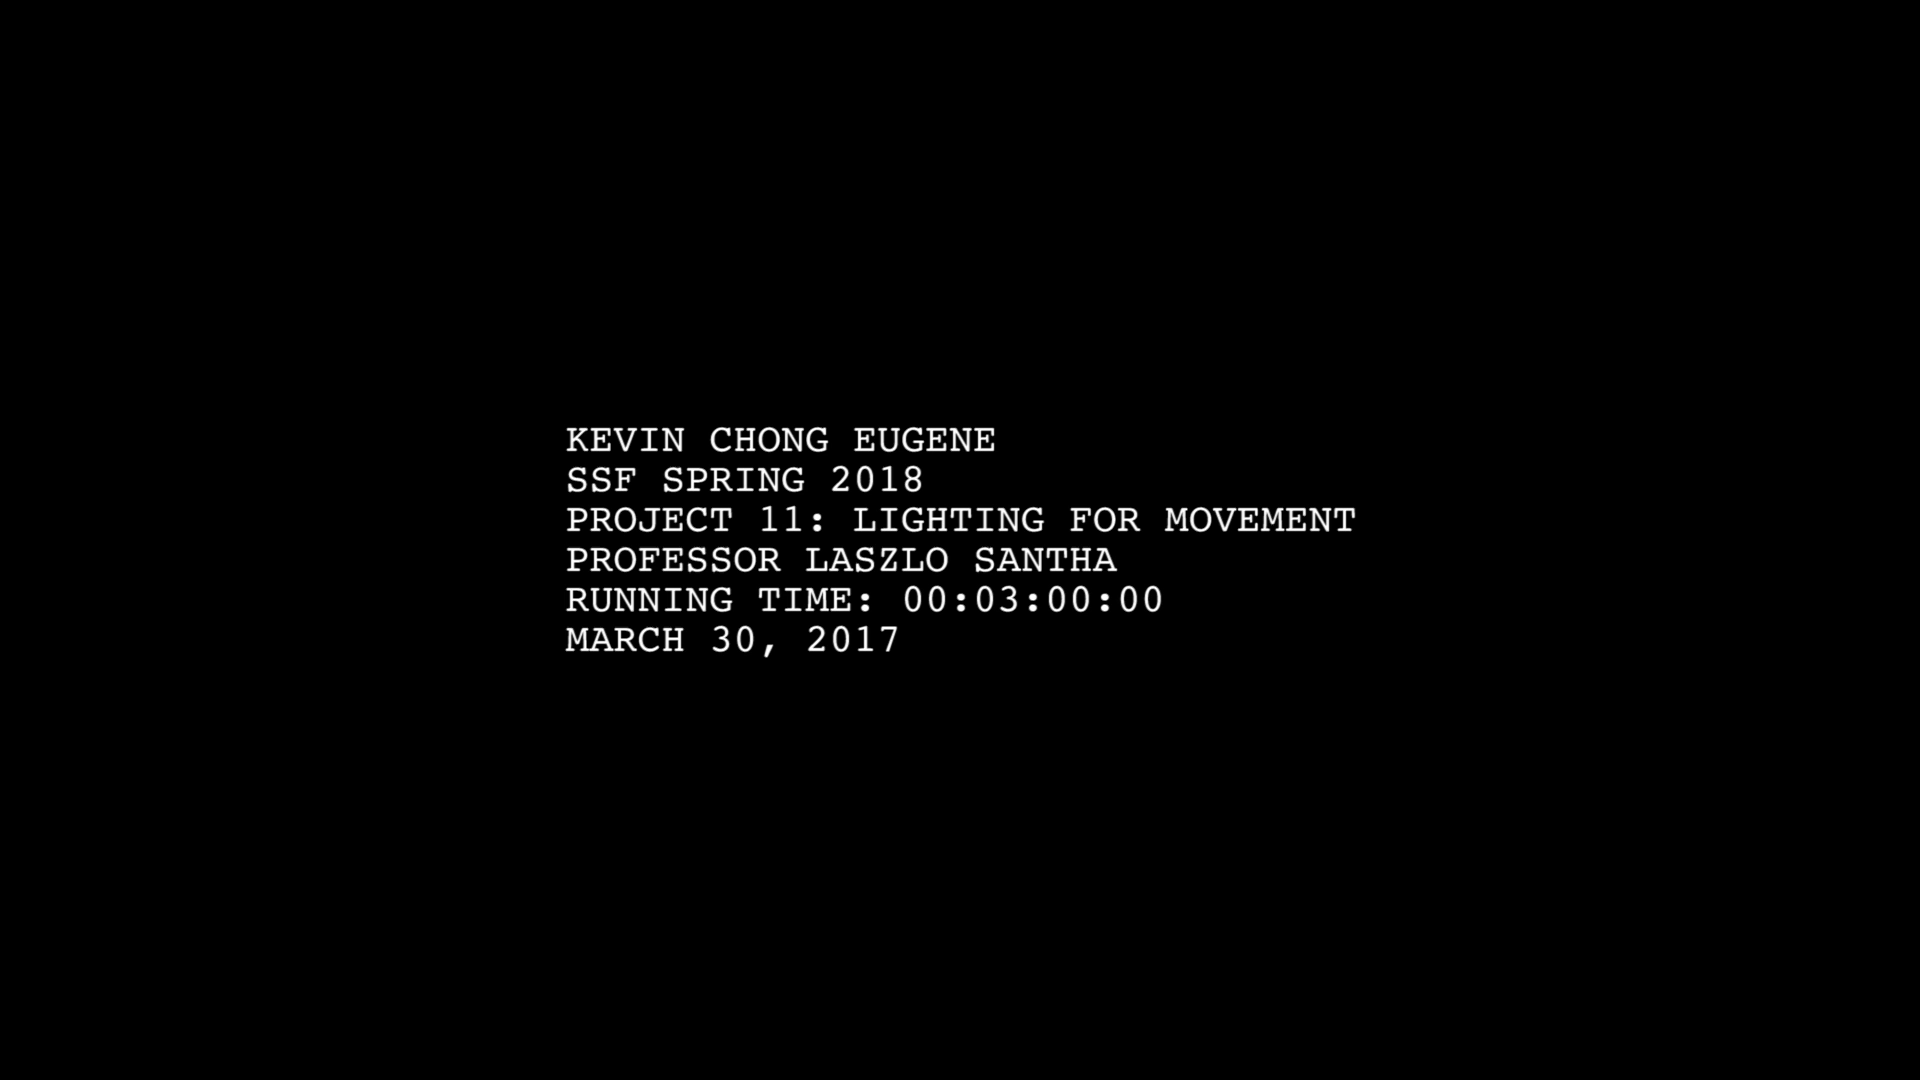 KEVIN CHONG EUGENE
SSF SPRING 2018
PROJECT 11: LIGHTING FOR MOVEMENT
PROFESSOR LASZLO SANTHA
RUNNING TIME: 00:03:00:00
MARCH 30, 2017